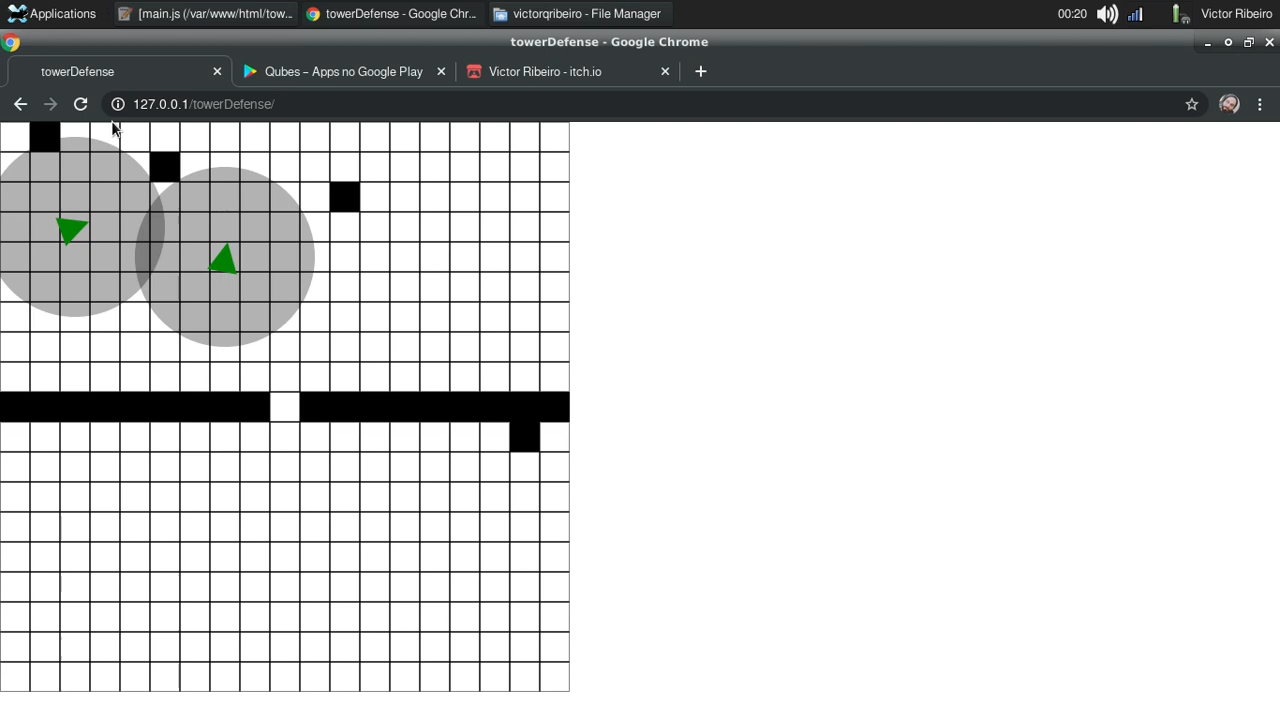 Applications [main.js (/var/www/html/tow... towerDefense - Google Chr... victorqribeiro - File Manager 00:20 Victor Ribeiro
towerDefense - Google Chrome
towerDefense Qubes – Apps no Google Play Victor Ribeiro - itch.io
127.0.0.1/towerDefense/